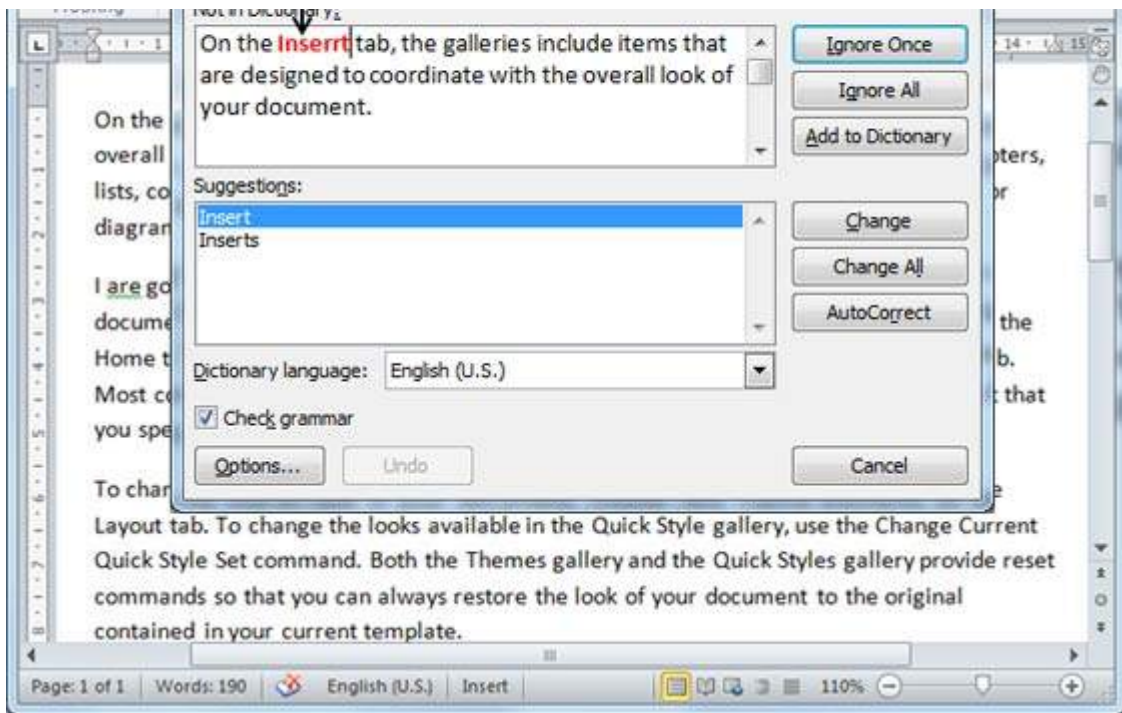 Not in Dictionary:
On the Inserrt tab, the galleries include items that
are designed to coordinate with the overall look of
your document.
Ignore Once
Ignore All
Add to Dictionary
Suggestions:
Insert
Inserts
Change
Change All
AutoCorrect
Dictionary language: English (U.S.)
Check grammar
Options... Undo Cancel
14 15
On the
overall
lists, co
diagram
I are go
docume the
Home t b.
Most co that
you spe
To chan
Layout tab. To change the looks available in the Quick Style gallery, use the Change Current
Quick Style Set command. Both the Themes gallery and the Quick Styles gallery provide reset
commands so that you can always restore the look of your document to the original
contained in your current template.
Page: 1 of 1 Words: 190 English (U.S.) Insert 110%